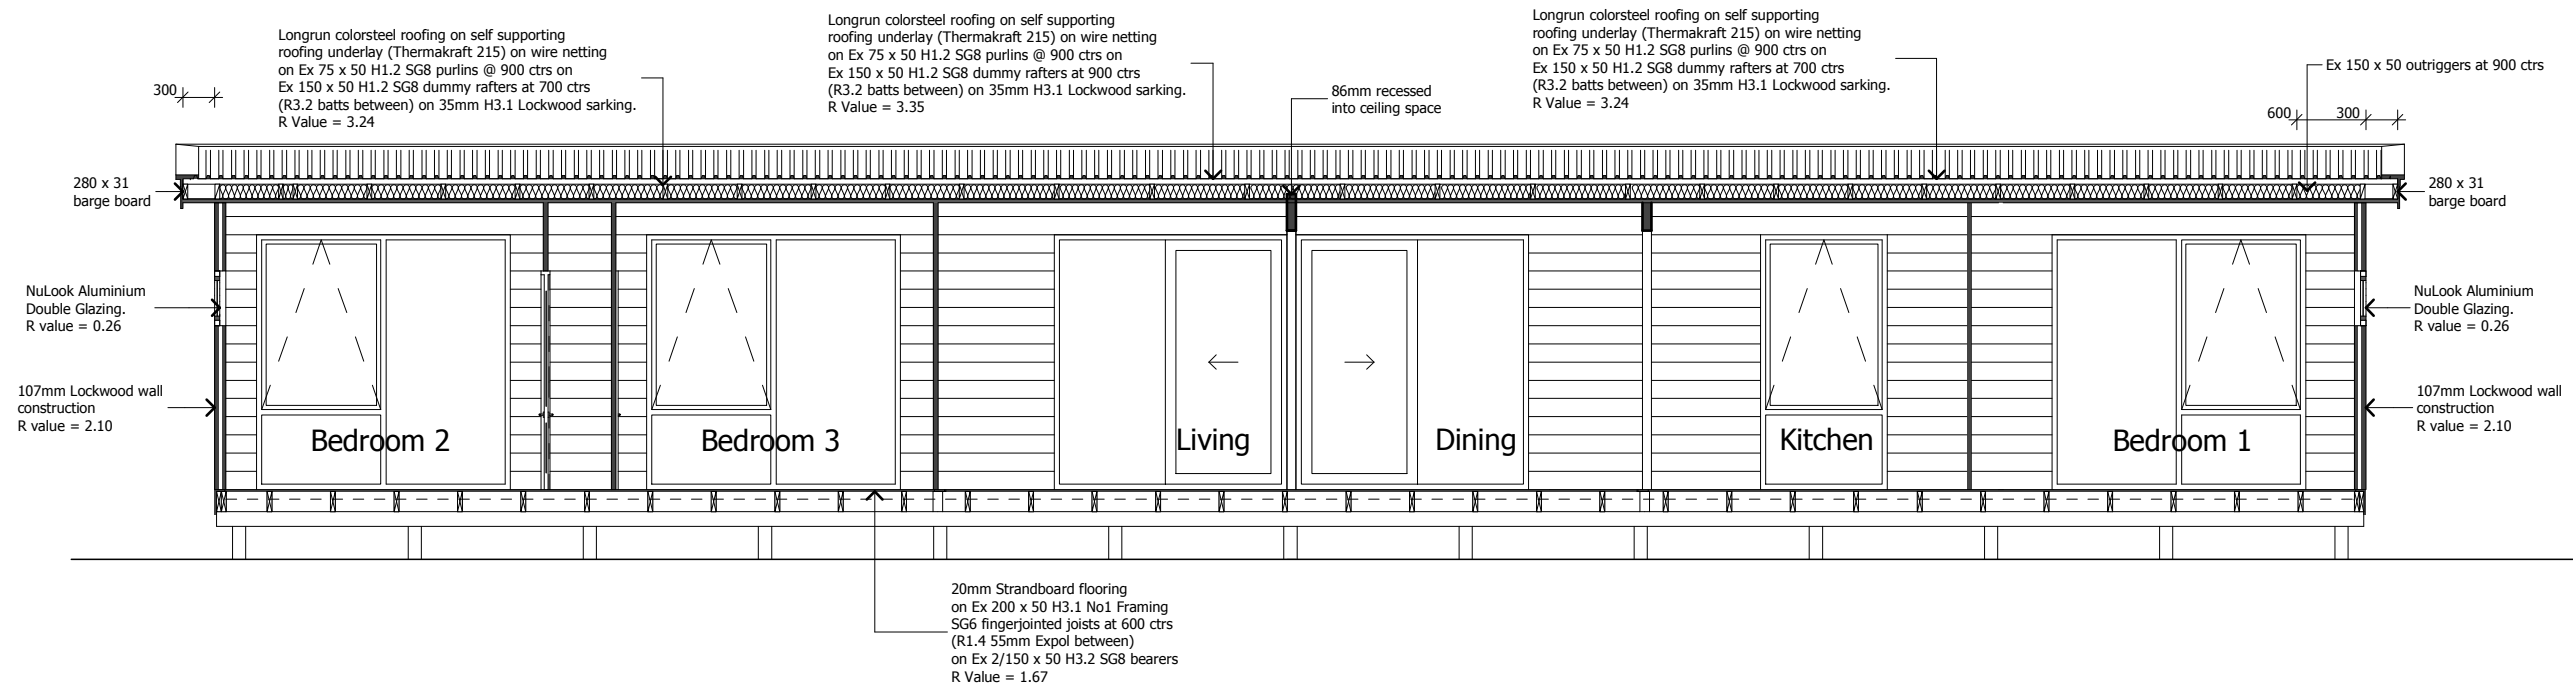 Longrun colorsteel roofing on self supporting
roofing underlay (Thermakraft 215) on wire netting
on Ex 75 x 50 H1.2 SG8 purlins @ 900 ctrs on
Ex 150 x 50 H1.2 SG8 dummy rafters at 700 ctrs
(R3.2 batts between) on 35mm H3.1 Lockwood sarking.
R Value = 3.24
Longrun colorsteel roofing on self supporting
roofing underlay (Thermakraft 215) on wire netting
on Ex 75 x 50 H1.2 SG8 purlins @ 900 ctrs on
Ex 150 x 50 H1.2 SG8 dummy rafters at 900 ctrs
(R3.2 batts between) on 35mm H3.1 Lockwood sarking.
R Value = 3.35
86mm recessed
into ceiling space
Longrun colorsteel roofing on self supporting
roofing underlay (Thermakraft 215) on wire netting
on Ex 75 x 50 H1.2 SG8 purlins @ 900 ctrs on
Ex 150 x 50 H1.2 SG8 dummy rafters at 700 ctrs
(R3.2 batts between) on 35mm H3.1 Lockwood sarking.
R Value = 3.24
Ex 150 x 50 outriggers at 900 ctrs
300
600
300
280 x 31
barge board
280 x 31
barge board
NuLook Aluminium
Double Glazing.
R value = 0.26
NuLook Aluminium
Double Glazing.
R value = 0.26
107mm Lockwood wall
construction
R value = 2.10
107mm Lockwood wall
construction
R value = 2.10
Bedroom 2
Bedroom 3
Living
Dining
Kitchen
Bedroom 1
20mm Strandboard flooring
on Ex 200 x 50 H3.1 No1 Framing
SG6 fingerjointed joists at 600 ctrs
(R1.4 55mm Expol between)
on Ex 2/150 x 50 H3.2 SG8 bearers
R Value = 1.67